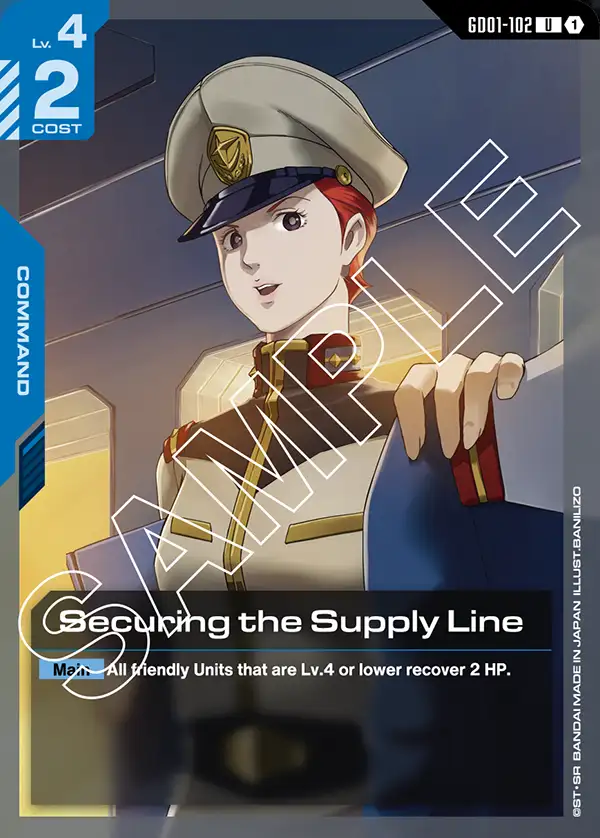 Lv. 4
2
COST
GD01-102 U 1
COMMAND
SAMPLE
Securing the Supply Line
Main All friendly Units that are Lv.4 or lower recover 2 HP.
©ST·SR BANDAI MADE IN JAPAN ILLUST.BANILIZO